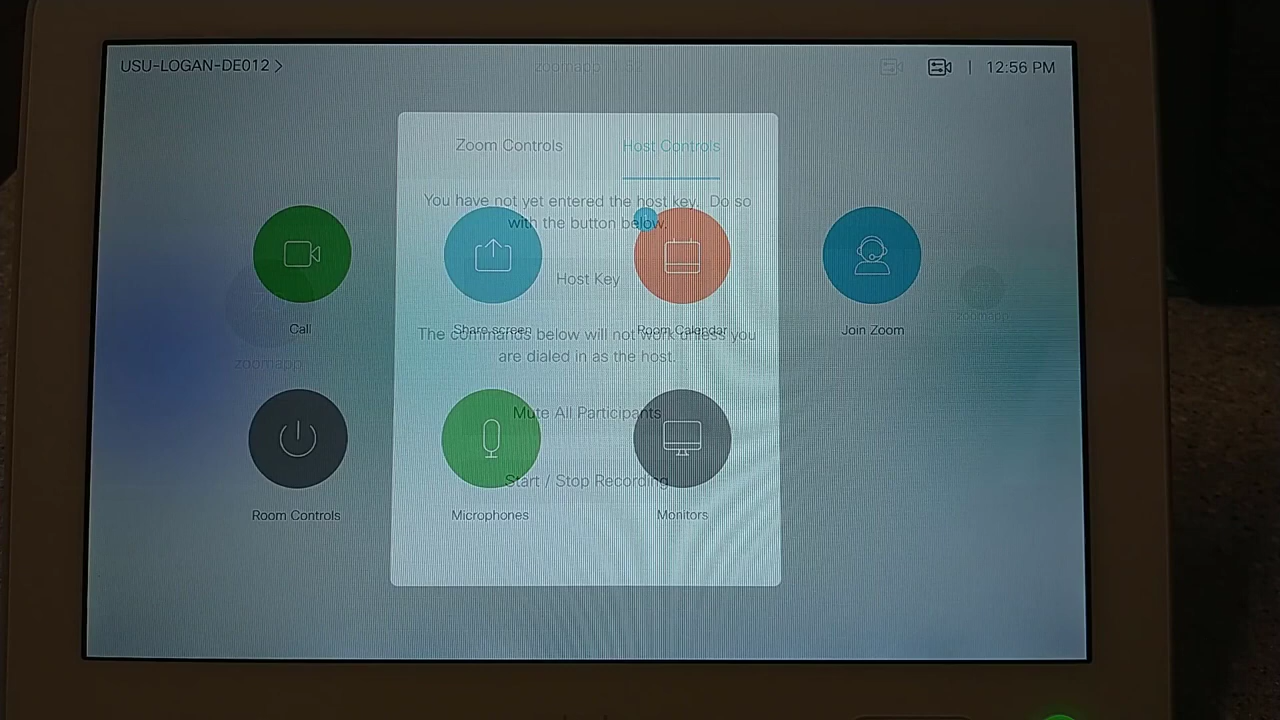 USU-LOGAN-DE012 >
zoomapp
12:56 PM
Zoom Controls
Host Controls
You have not yet entered the host key. Do so
with the button below.
Host Key
Call
Share screen
Room Calendar
Join Zoom
zoomapp
The commands below will not work unless you
are dialed in as the host.
zoomapp
Mute All Participants
Start / Stop Recording
Room Controls
Microphones
Monitors